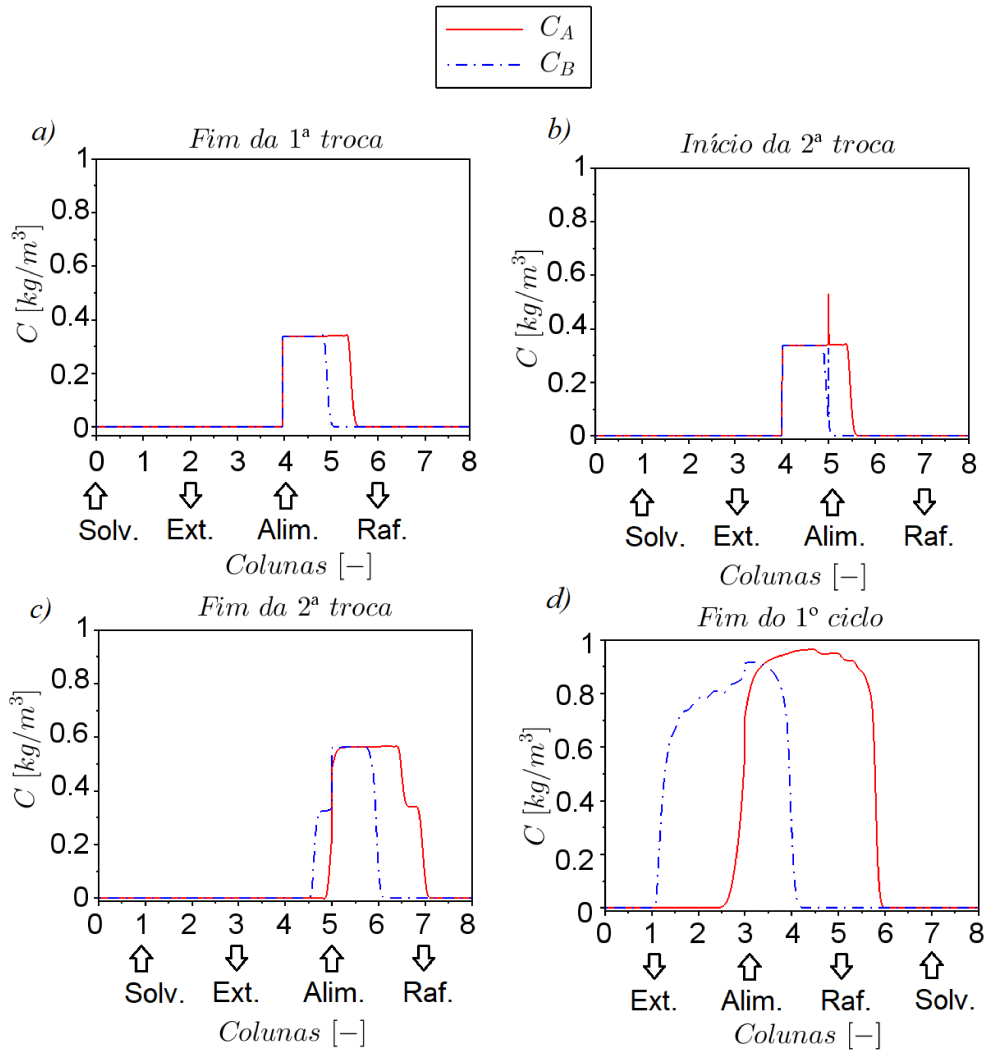 C_A
C_B
a)
Fim da 1ª troca
C [kg/m³]
1
0.8
0.6
0.4
0.2
0
0 1 2 3 4 5 6 7 8
Solv. Ext. Alim. Raf.
Colunas [−]
b)
Início da 2ª troca
C [kg/m³]
1
0.8
0.6
0.4
0.2
0
0 1 2 3 4 5 6 7 8
Solv. Ext. Alim. Raf.
Colunas [−]
c)
Fim da 2ª troca
C [kg/m³]
1
0.8
0.6
0.4
0.2
0
0 1 2 3 4 5 6 7 8
Solv. Ext. Alim. Raf.
Colunas [−]
d)
Fim do 1º ciclo
C [kg/m³]
1
0.8
0.6
0.4
0.2
0
0 1 2 3 4 5 6 7 8
Ext. Alim. Raf. Solv.
Colunas [−]